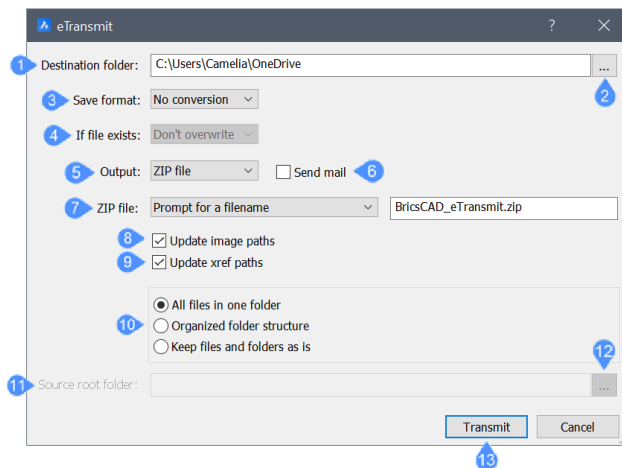 eTransmit
1 Destination folder: C:\Users\Camelia\OneDrive ...
2
3 Save format: No conversion
4 If file exists: Don't overwrite
5 Output: ZIP file Send mail 6
7 ZIP file: Prompt for a filename BricsCAD_eTransmit.zip
8 Update image paths
9 Update xref paths
All files in one folder
10 Organized folder structure
Keep files and folders as is
12
11 Source root folder: ...
Transmit Cancel
13